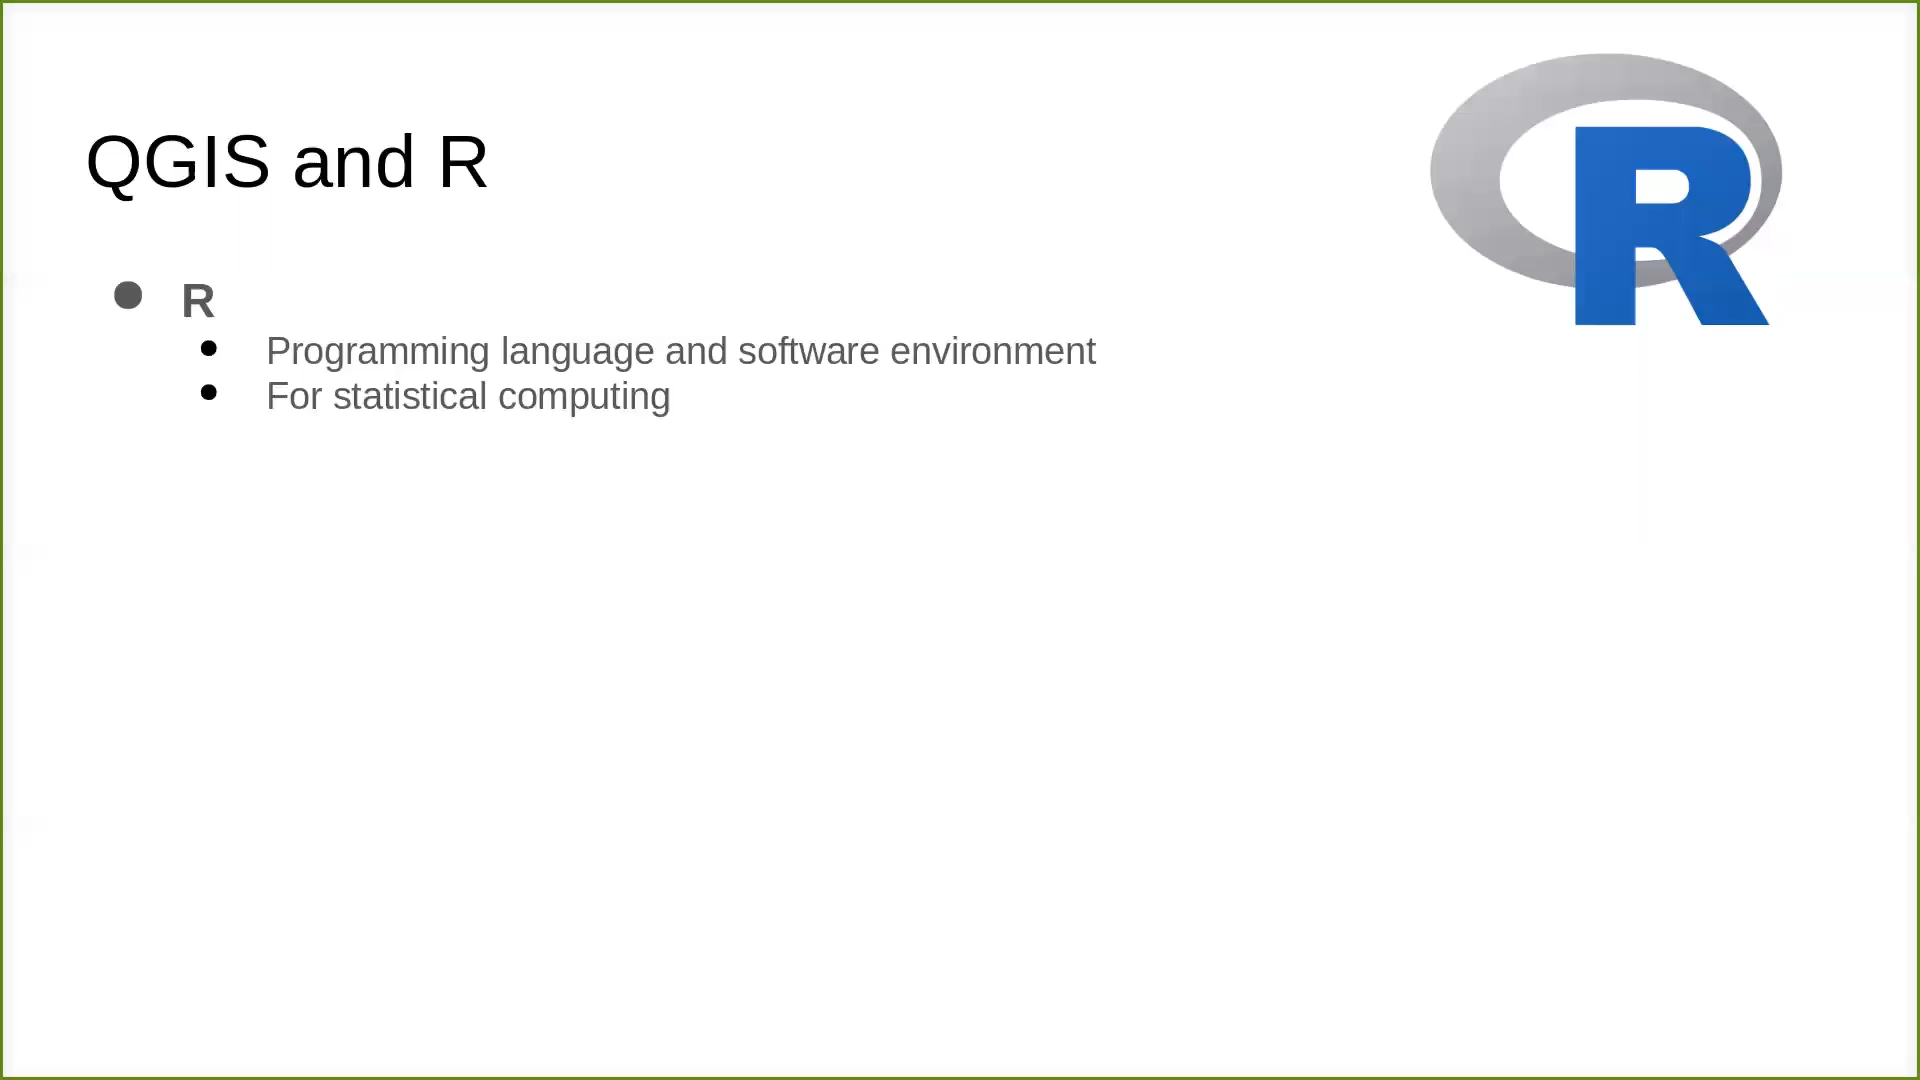 QGIS and R
R
R
Programming language and software environment
For statistical computing